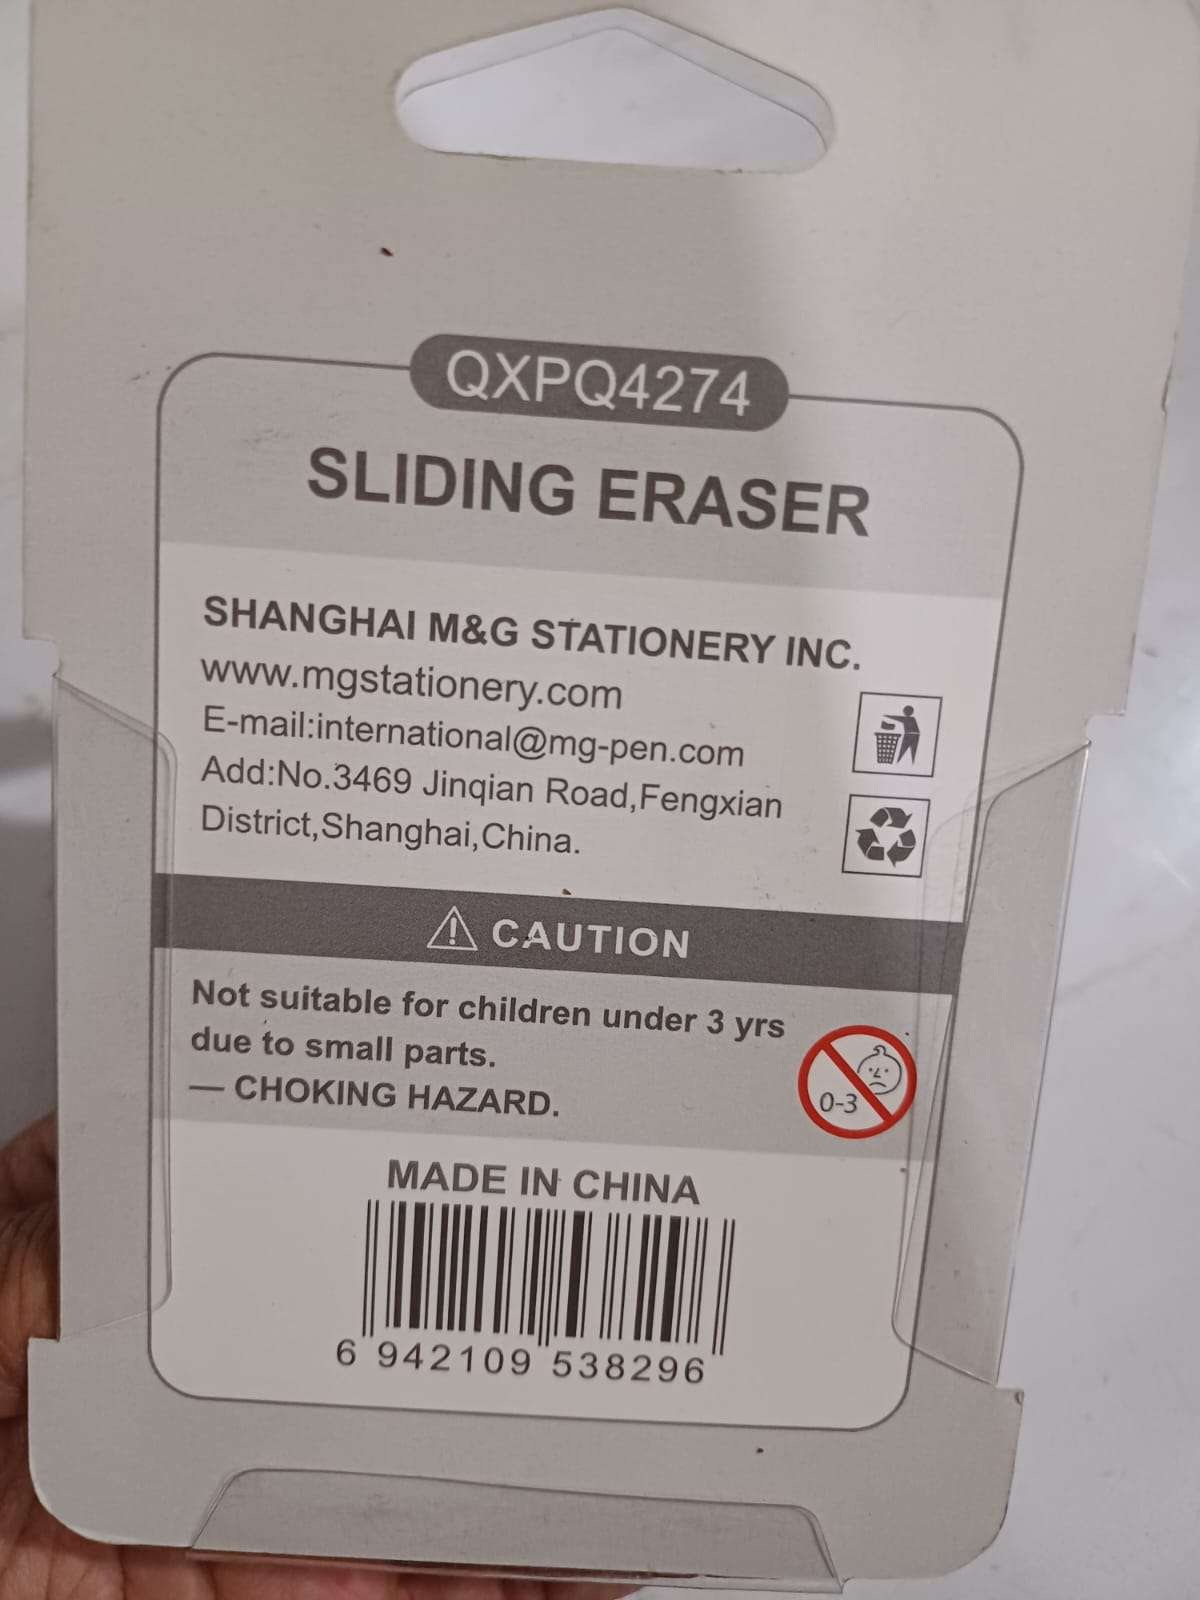 QXPQ4274
SLIDING ERASER
SHANGHAI M&G STATIONERY INC.
www.mgstationery.com
E-mail:international@mg-pen.com
Add:No.3469 Jinqian Road,Fengxian
District,Shanghai,China.
CAUTION
Not suitable for children under 3 yrs
due to small parts.
— CHOKING HAZARD.
0-3
MADE IN CHINA
6 942109 538296